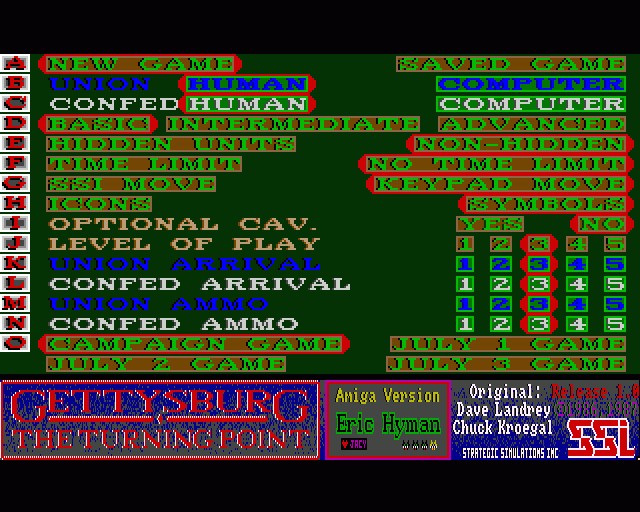 A NEW GAME SAVED GAME
B UNION HUMAN COMPUTER
C CONFED HUMAN COMPUTER
D BASIC INTERMEDIATE ADVANCED
E HIDDEN UNITS NON-HIDDEN
F TIME LIMIT NO TIME LIMIT
G SSI MOVE KEYPAD MOVE
H ICONS SYMBOLS
I OPTIONAL CAV. YES NO
J LEVEL OF PLAY 1 2 3 4 5
K UNION ARRIVAL 1 2 3 4 5
L CONFED ARRIVAL 1 2 3 4 5
M UNION AMMO 1 2 3 4 5
N CONFED AMMO 1 2 3 4 5
O CAMPAIGN GAME JULY 1 GAME
JULY 2 GAME JULY 3 GAME
GETTYSBURG
THE TURNING POINT
Amiga Version
Eric Hyman
JACY
Original: Release 1.0
Dave Landrey
Chuck Kroegal
SSI
STRATEGIC SIMULATIONS INC